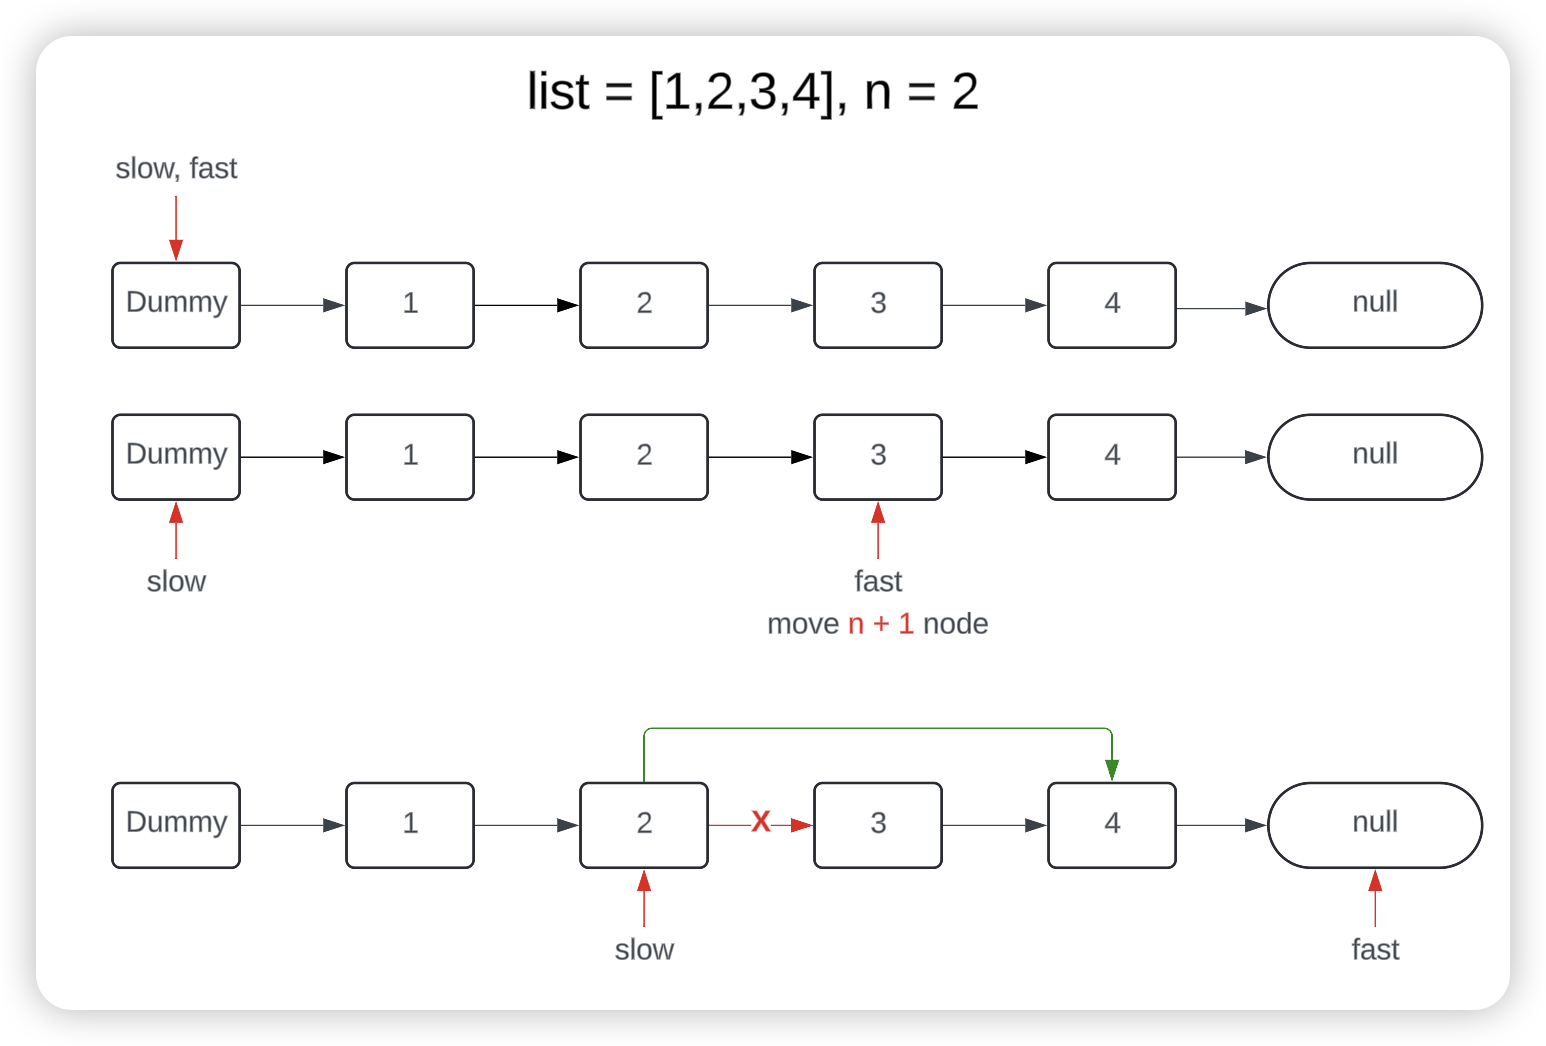 list = [1,2,3,4], n = 2
slow, fast
Dummy 1 2 3 4 null
Dummy 1 2 3 4 null
slow fast
move n + 1 node
Dummy 1 2 X 3 4 null
slow fast